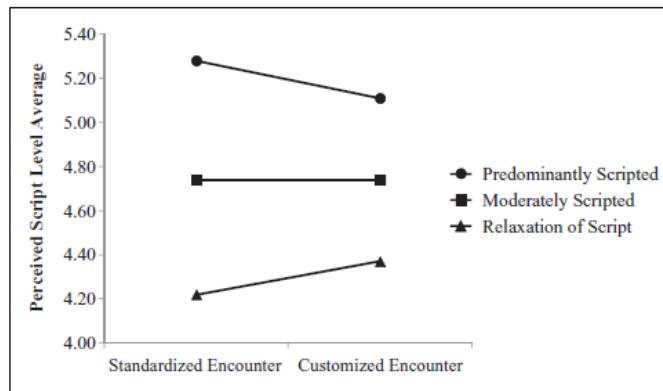 5.40
5.20
5.00
4.80
4.60
4.40
4.20
4.00
Perceived Script Level Average
Standardized Encounter Customized Encounter
Predominantly Scripted
Moderately Scripted
Relaxation of Script